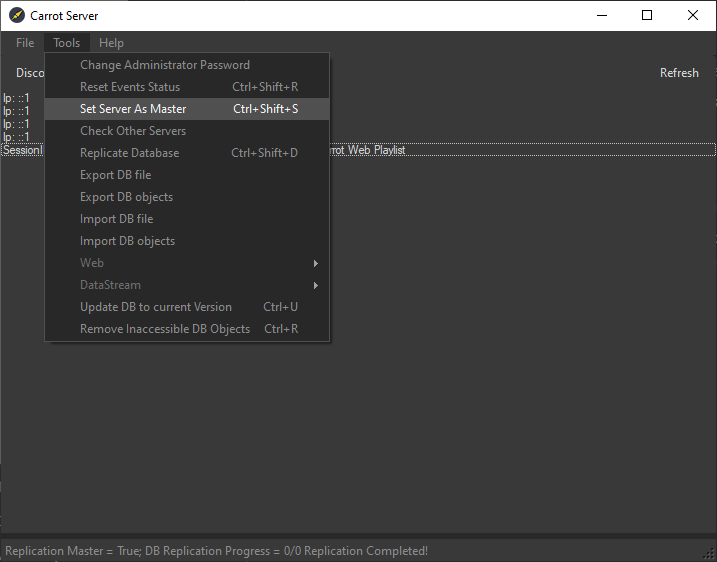 Carrot Server
File Tools Help
Change Administrator Password
Disco
Reset Events Status Ctrl+Shift+R
Refresh
Ip: ::1
Set Server As Master Ctrl+Shift+S
Ip: ::1
Ip: ::1
Check Other Servers
Ip: ::1
Replicate Database Ctrl+Shift+D
Web Playlist
Export DB file
Export DB objects
Import DB file
Import DB objects
Web
DataStream
Update DB to current Version Ctrl+U
Remove Inaccessible DB Objects Ctrl+R
Replication Master = True; DB Replication Progress = 0/0 Replication Completed!